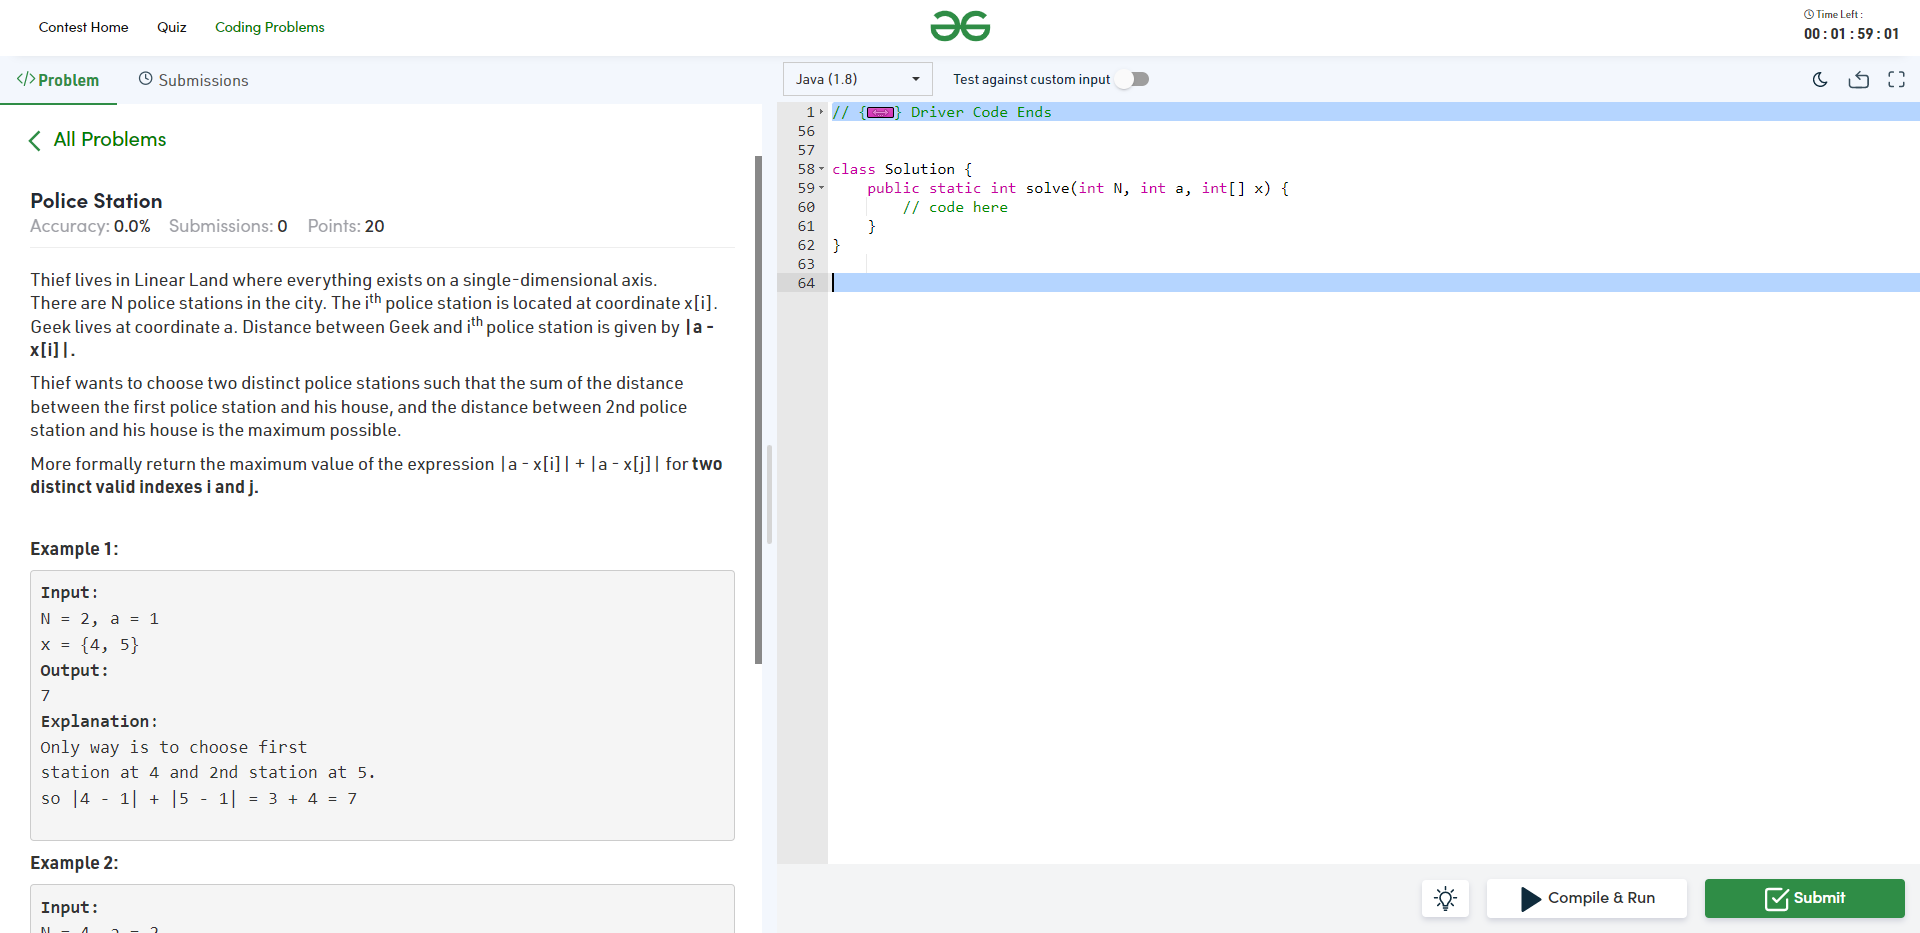 Contest Home Quiz Coding Problems
Time Left :
00 : 01 : 59 : 01
</> Problem Submissions
Java (1.8) Test against custom input
All Problems
Police Station
Accuracy: 0.0% Submissions: 0 Points: 20
Thief lives in Linear Land where everything exists on a single-dimensional axis.
There are N police stations in the city. The ith police station is located at coordinate x[i].
Geek lives at coordinate a. Distance between Geek and ith police station is given by |a -
x[i]|.
Thief wants to choose two distinct police stations such that the sum of the distance
between the first police station and his house, and the distance between 2nd police
station and his house is the maximum possible.
More formally return the maximum value of the expression |a - x[i]| + |a - x[j]| for two
distinct valid indexes i and j.
Example 1:
Input:
N = 2, a = 1
x = {4, 5}
Output:
7
Explanation:
Only way is to choose first
station at 4 and 2nd station at 5.
so |4 - 1| + |5 - 1| = 3 + 4 = 7
Example 2:
Input:
N = 4, a = 2
1 // {} Driver Code Ends
56
57
58 class Solution {
59 public static int solve(int N, int a, int[] x) {
60 // code here
61 }
62 }
63
64
Compile & Run Submit